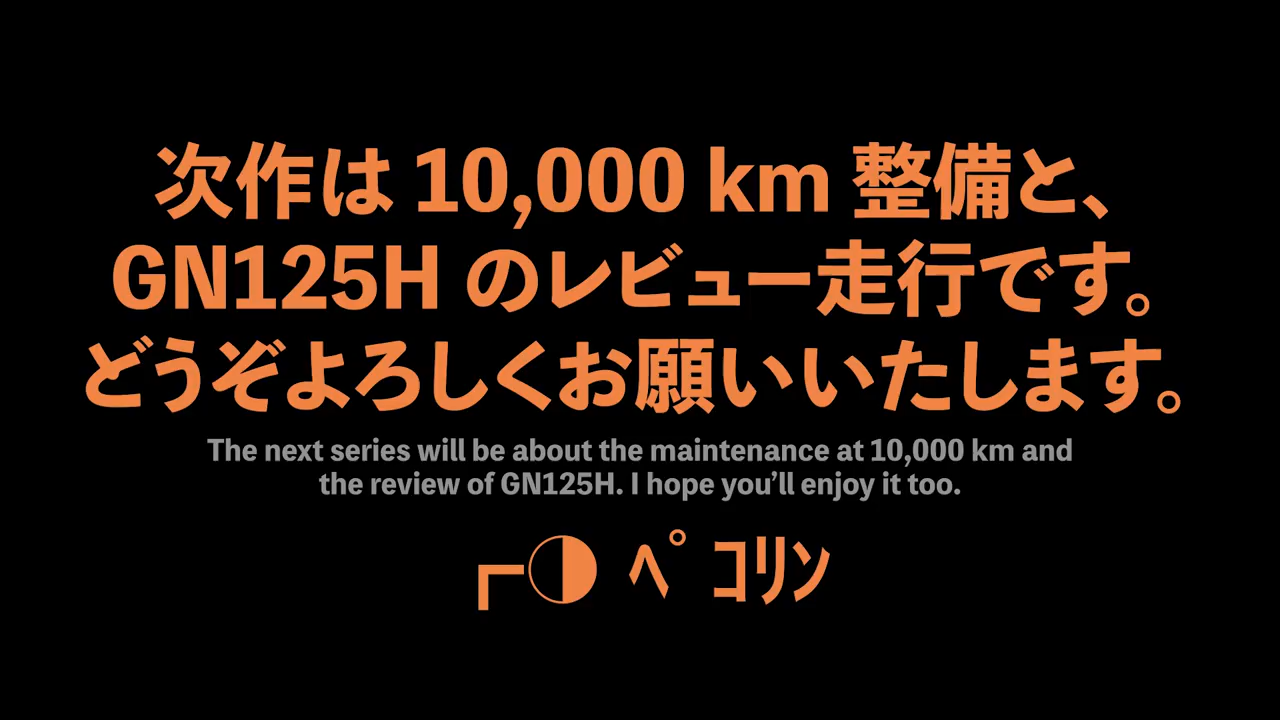 次作は 10,000 km 整備と、
GN125H のレビュー走行です。
どうぞよろしくお願いいたします。
The next series will be about the maintenance at 10,000 km and
the review of GN125H. I hope you’ll enjoy it too.
┏◑ ﾍﾟｺﾘﾝ